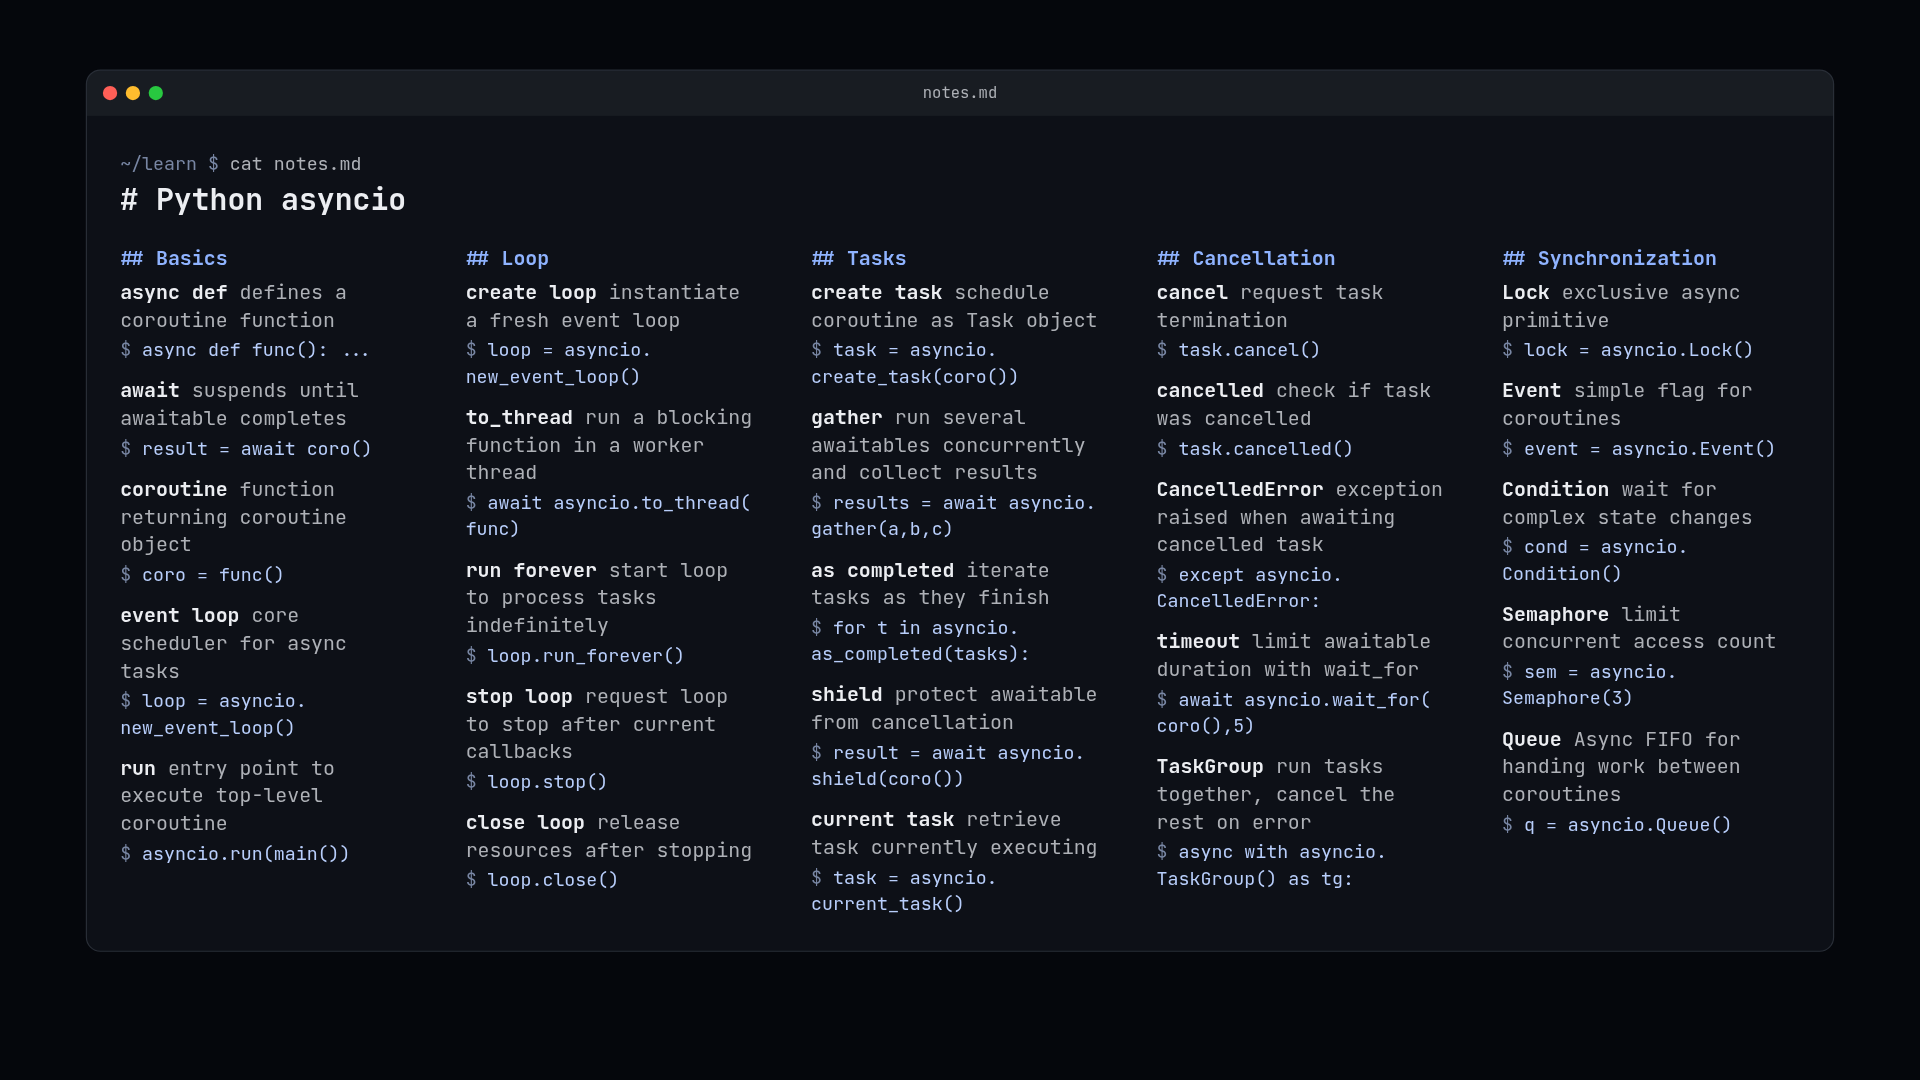 notes.md
~/learn $ cat notes.md
# Python asyncio
## Basics
async def defines a
coroutine function
$ async def func(): ...
await suspends until
awaitable completes
$ result = await coro()
coroutine function
returning coroutine
object
$ coro = func()
event loop core
scheduler for async
tasks
$ loop = asyncio.
new_event_loop()
run entry point to
execute top-level
coroutine
$ asyncio.run(main())
## Loop
create loop instantiate
a fresh event loop
$ loop = asyncio.
new_event_loop()
to_thread run a blocking
function in a worker
thread
$ await asyncio.to_thread(
func)
run forever start loop
to process tasks
indefinitely
$ loop.run_forever()
stop loop request loop
to stop after current
callbacks
$ loop.stop()
close loop release
resources after stopping
$ loop.close()
## Tasks
create task schedule
coroutine as Task object
$ task = asyncio.
create_task(coro())
gather run several
awaitables concurrently
and collect results
$ results = await asyncio.
gather(a,b,c)
as completed iterate
tasks as they finish
$ for t in asyncio.
as_completed(tasks):
shield protect awaitable
from cancellation
$ result = await asyncio.
shield(coro())
current task retrieve
task currently executing
$ task = asyncio.
current_task()
## Cancellation
cancel request task
termination
$ task.cancel()
cancelled check if task
was cancelled
$ task.cancelled()
CancelledError exception
raised when awaiting
cancelled task
$ except asyncio.
CancelledError:
timeout limit awaitable
duration with wait_for
$ await asyncio.wait_for(
coro(),5)
TaskGroup run tasks
together, cancel the
rest on error
$ async with asyncio.
TaskGroup() as tg:
## Synchronization
Lock exclusive async
primitive
$ lock = asyncio.Lock()
Event simple flag for
coroutines
$ event = asyncio.Event()
Condition wait for
complex state changes
$ cond = asyncio.
Condition()
Semaphore limit
concurrent access count
$ sem = asyncio.
Semaphore(3)
Queue Async FIFO for
handing work between
coroutines
$ q = asyncio.Queue()